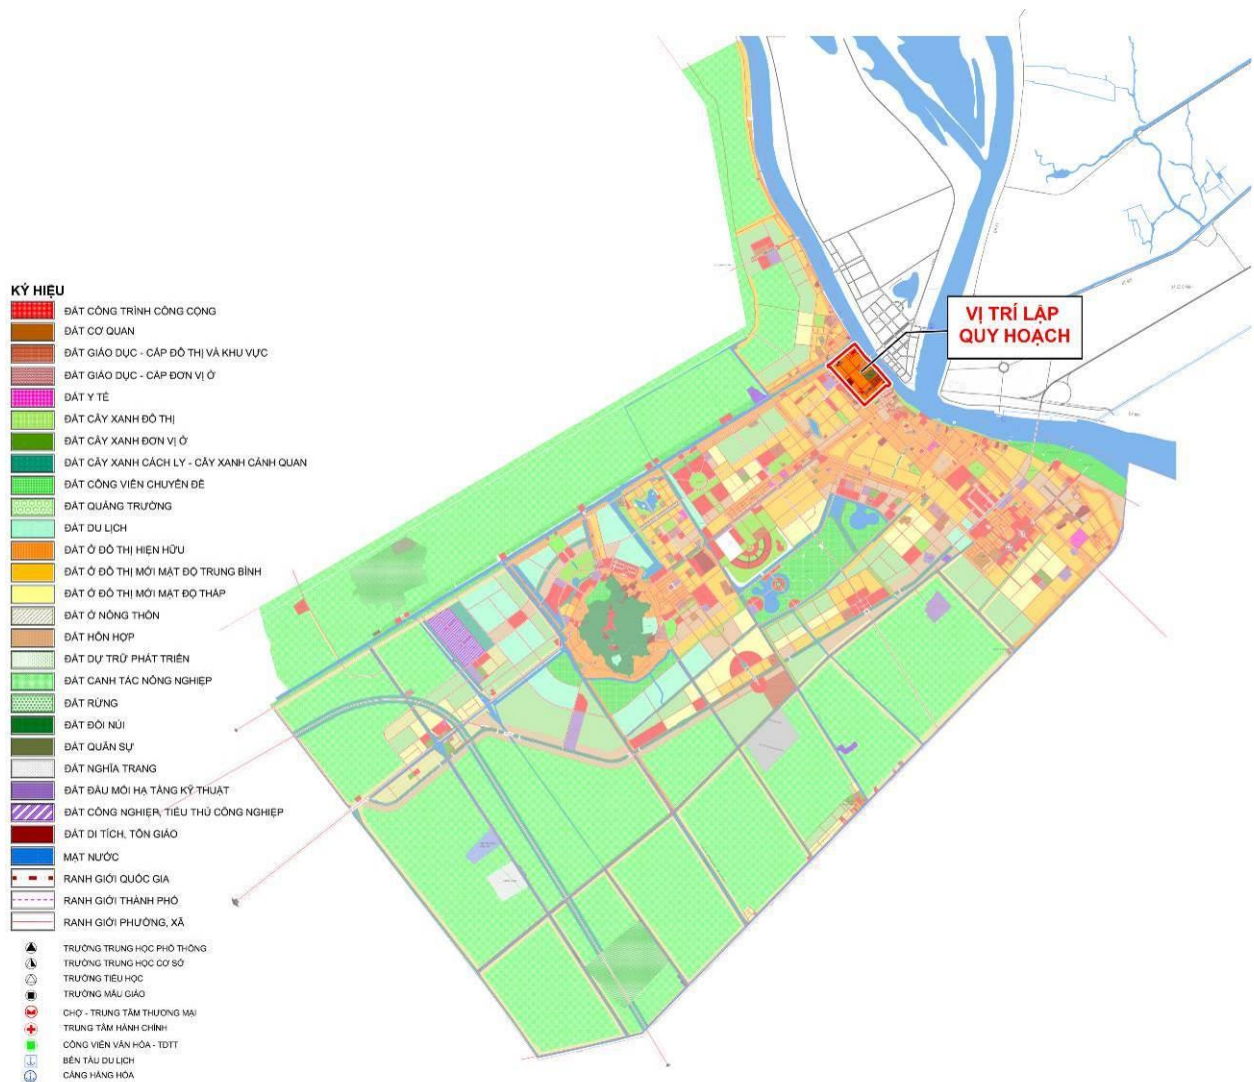 VỊ TRÍ LẬP
QUY HOẠCH
KÝ HIỆU
ĐẤT CÔNG TRÌNH CÔNG CỘNG
ĐẤT CƠ QUAN
ĐẤT GIÁO DỤC - CẤP ĐÔ THỊ VÀ KHU VỰC
ĐẤT GIÁO DỤC - CẤP ĐƠN VỊ Ở
ĐẤT Y TẾ
ĐẤT CÂY XANH ĐÔ THỊ
ĐẤT CÂY XANH ĐƠN VỊ Ở
ĐẤT CÂY XANH CÁCH LY - CÂY XANH CẢNH QUAN
ĐẤT CÔNG VIÊN CHUYÊN ĐỀ
ĐẤT QUẢNG TRƯỜNG
ĐẤT DU LỊCH
ĐẤT Ở ĐÔ THỊ HIỆN HỮU
ĐẤT Ở ĐÔ THỊ MỚI MẬT ĐỘ TRUNG BÌNH
ĐẤT Ở ĐÔ THỊ MỚI MẬT ĐỘ THẤP
ĐẤT Ở NÔNG THÔN
ĐẤT HỖN HỢP
ĐẤT DỰ TRỮ PHÁT TRIỂN
ĐẤT CANH TÁC NÔNG NGHIỆP
ĐẤT RỪNG
ĐẤT ĐỒI NÚI
ĐẤT QUÂN SỰ
ĐẤT NGHĨA TRANG
ĐẤT ĐẦU MỐI HẠ TẦNG KỸ THUẬT
ĐẤT CÔNG NGHIỆP, TIỂU THỦ CÔNG NGHIỆP
ĐẤT DI TÍCH, TÔN GIÁO
MẶT NƯỚC
RANH GIỚI QUỐC GIA
RANH GIỚI THÀNH PHỐ
RANH GIỚI PHƯỜNG, XÃ
TRƯỜNG TRUNG HỌC PHỔ THÔNG
TRƯỜNG TRUNG HỌC CƠ SỞ
TRƯỜNG TIỂU HỌC
TRƯỜNG MẪU GIÁO
CHỢ - TRUNG TÂM THƯƠNG MẠI
TRUNG TÂM HÀNH CHÍNH
CÔNG VIÊN VĂN HÓA - TDTT
BẾN TÀU DU LỊCH
CẢNG HÀNG HÓA